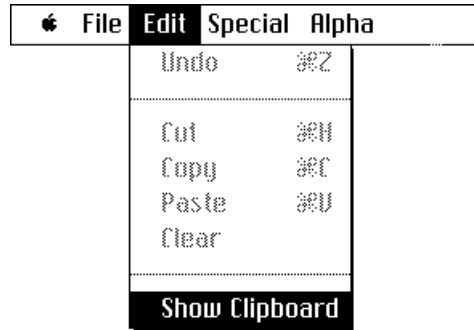 File Edit Special Alpha
Undo ⌘Z
Cut ⌘X
Copy ⌘C
Paste ⌘V
Clear
Show Clipboard